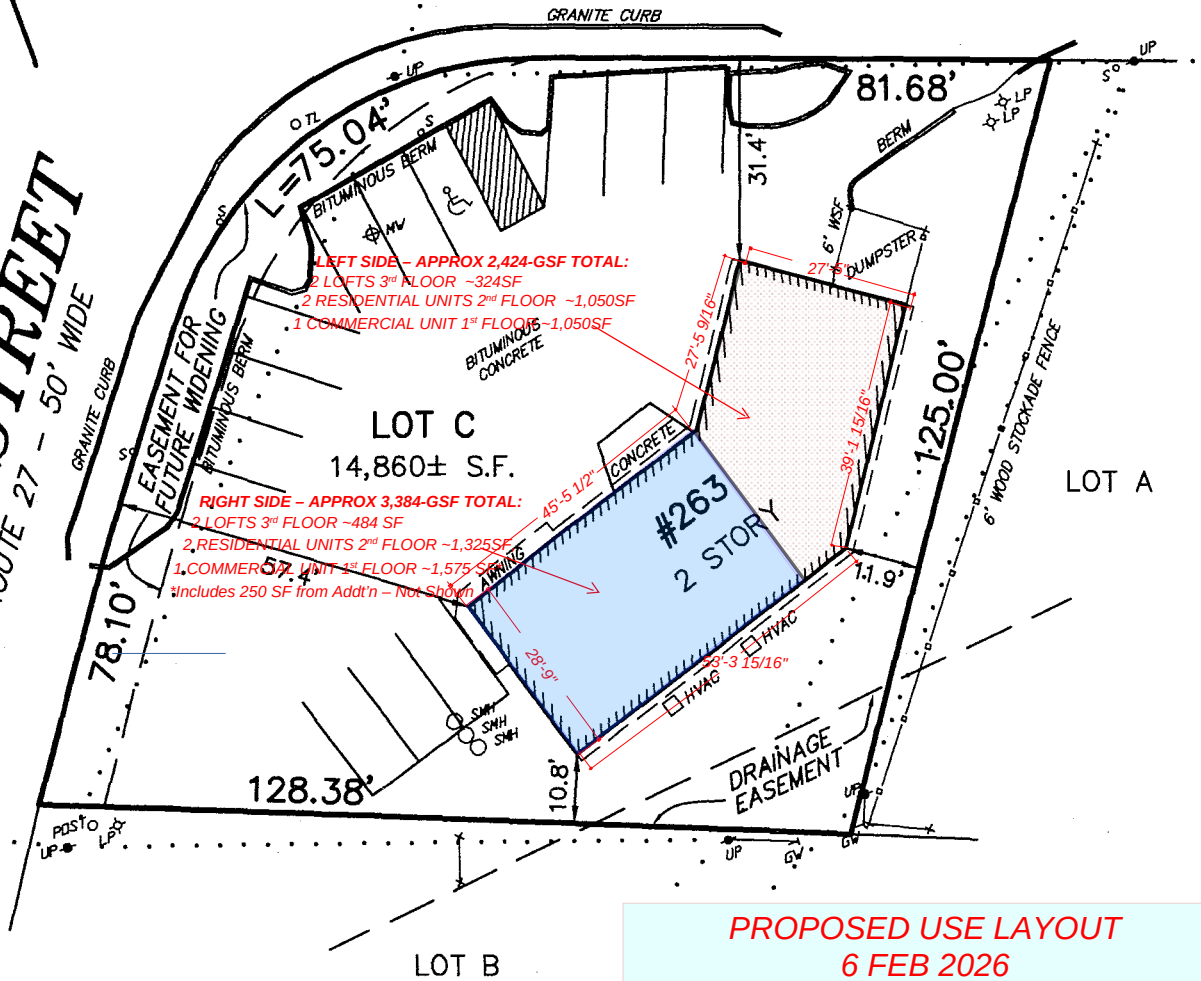 GRANITE CURB
UP
UP
81.68'
S
LP
LP
TL
S
L=75.04'
BITUMINOUS BERM
BERM
31.4'
MW
S
6' WSF
DUMPSTER
27'-5"
LEFT SIDE – APPROX 2,424-GSF TOTAL:
2 LOFTS 3rd FLOOR ~324SF
2 RESIDENTIAL UNITS 2nd FLOOR ~1,050SF
1 COMMERCIAL UNIT 1st FLOOR ~1,050SF
27'-5 9/16"
BITUMINOUS
CONCRETE
STREET
ROUTE 27 - 50' WIDE
GRANITE CURB
EASEMENT FOR
FUTURE WIDENING
BITUMINOUS BERM
S
LOT C
14,860± S.F.
CONCRETE
45'-5 1/2"
39'-1 15/16"
125.00'
6' WOOD STOCKADE FENCE
LOT A
#263
2 STORY
RIGHT SIDE – APPROX 3,384-GSF TOTAL:
2 LOFTS 3rd FLOOR ~484 SF
2 RESIDENTIAL UNITS 2nd FLOOR ~1,325SF
1 COMMERCIAL UNIT 1st FLOOR ~1,575 SF
*Includes 250 SF from Addt'n – Not Shown
57.4'
AWNING
11.9'
78.10'
28'-9"
HVAC
53'-3 15/16"
HVAC
SMH
SMH
SMH
128.38'
10.8'
DRAINAGE
EASEMENT
UP
POST
LP
UP
UP
GW
GW
LOT B
PROPOSED USE LAYOUT
6 FEB 2026